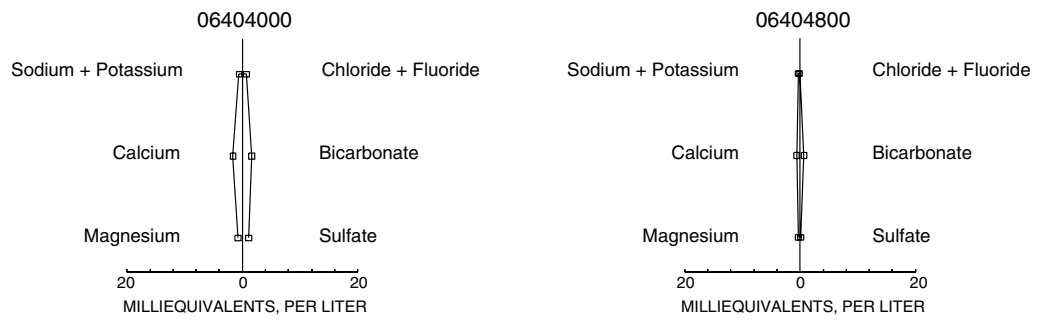 06404000
Sodium + Potassium Chloride + Fluoride
Calcium Bicarbonate
Magnesium Sulfate
20 0 20
MILLIEQUIVALENTS, PER LITER
06404800
Sodium + Potassium Chloride + Fluoride
Calcium Bicarbonate
Magnesium Sulfate
20 0 20
MILLIEQUIVALENTS, PER LITER